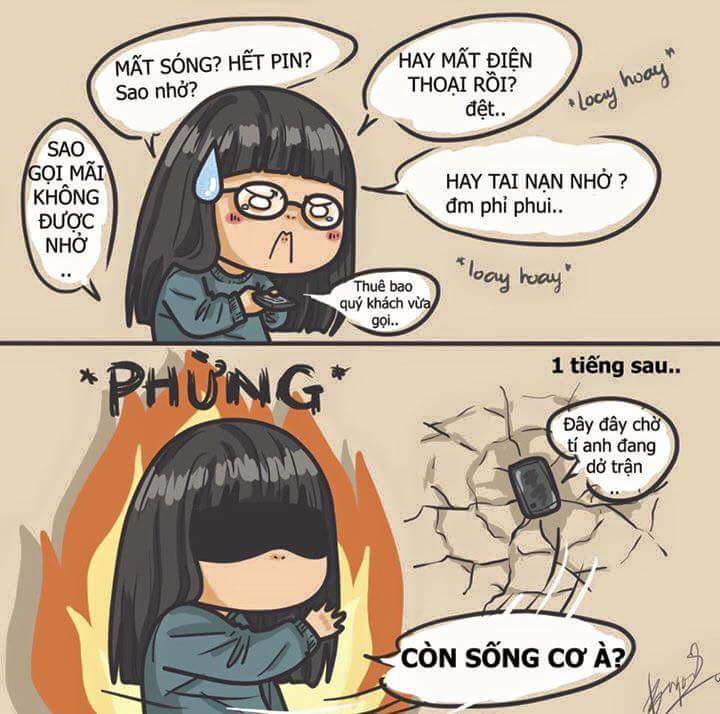 MẤT SÓNG? HẾT PIN?
Sao nhở?
HAY MẤT ĐIỆN
THOẠI RỒI?
đệt..
*loay hoay*
SAO
GỌI MÃI
KHÔNG
ĐƯỢC
NHỞ
..
HAY TAI NẠN NHỞ ?
đm phỉ phui..
*loay hoay*
Thuê bao
quý khách vừa
gọi..
*PHỪNG*
1 tiếng sau..
Đây đây chờ
tí anh đang
dở trận
..
CÒN SỐNG CƠ À?